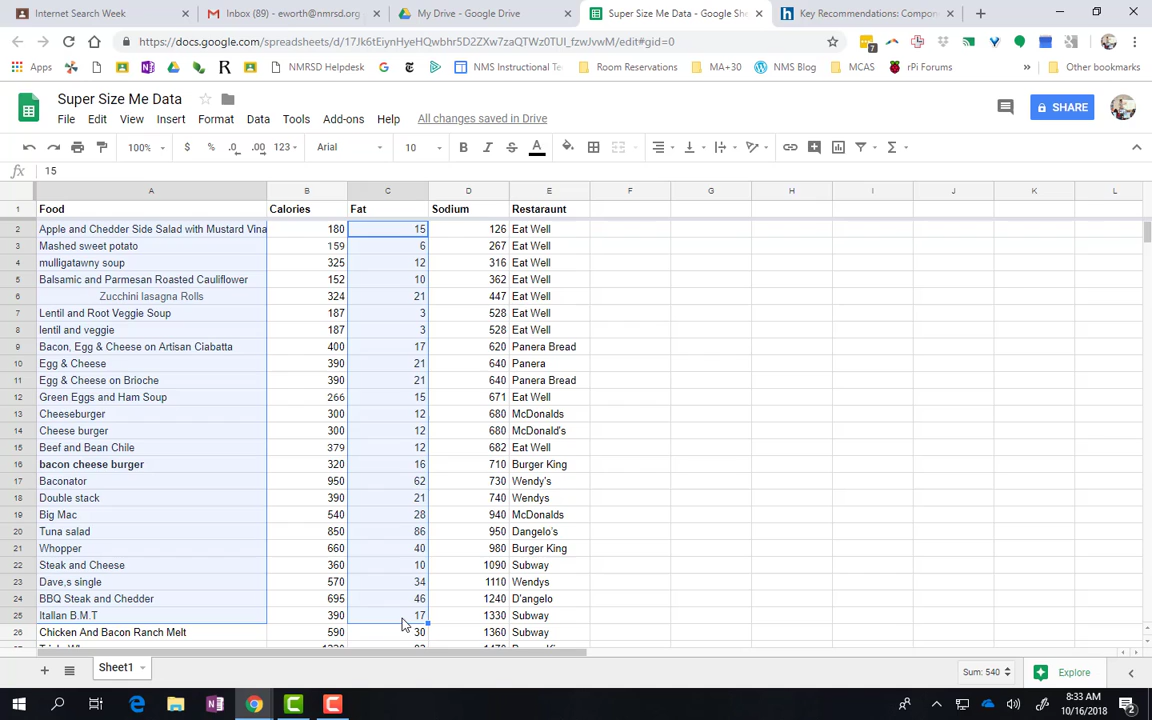 Internet Search Week
Inbox (89) - eworth@nmrsd.org
My Drive - Google Drive
Super Size Me Data - Google She
Key Recommendations: Compon
https://docs.google.com/spreadsheets/d/17Jk6tEiynHyeHQwbhr5D2ZXw7zaQTWz0TUI_fzwJvwM/edit#gid=0
7
Apps
NMRSD Helpdesk
NMS Instructional Te
Room Reservations
MA+30
NMS Blog
MCAS
rPi Forums
Other bookmarks
Super Size Me Data
File Edit View Insert Format Data Tools Add-ons Help All changes saved in Drive
SHARE
100% $ % .0 .00 123 Arial 10 B I S A
fx 15
A B C D E F G H I J K L
1 Food Calories Fat Sodium Restaraunt
2 Apple and Chedder Side Salad with Mustard Vina 180 15 126 Eat Well
3 Mashed sweet potato 159 6 267 Eat Well
4 mulligatawny soup 325 12 316 Eat Well
5 Balsamic and Parmesan Roasted Cauliflower 152 10 362 Eat Well
6 Zucchini lasagna Rolls 324 21 447 Eat Well
7 Lentil and Root Veggie Soup 187 3 528 Eat Well
8 lentil and veggie 187 3 528 Eat Well
9 Bacon, Egg & Cheese on Artisan Ciabatta 400 17 620 Panera Bread
10 Egg & Cheese 390 21 640 Panera
11 Egg & Cheese on Brioche 390 21 640 Panera Bread
12 Green Eggs and Ham Soup 266 15 671 Eat Well
13 Cheeseburger 300 12 680 McDonalds
14 Cheese burger 300 12 680 McDonald's
15 Beef and Bean Chile 379 12 682 Eat Well
16 bacon cheese burger 320 16 710 Burger King
17 Baconator 950 62 730 Wendy's
18 Double stack 390 21 740 Wendys
19 Big Mac 540 28 940 McDonalds
20 Tuna salad 850 86 950 Dangelo's
21 Whopper 660 40 980 Burger King
22 Steak and Cheese 360 10 1090 Subway
23 Dave,s single 570 34 1110 Wendys
24 BBQ Steak and Chedder 695 46 1240 D'angelo
25 Itallan B.M.T 390 17 1330 Subway
26 Chicken And Bacon Ranch Melt 590 30 1360 Subway
Sheet1
Sum: 540
Explore
8:33 AM
10/16/2018
2